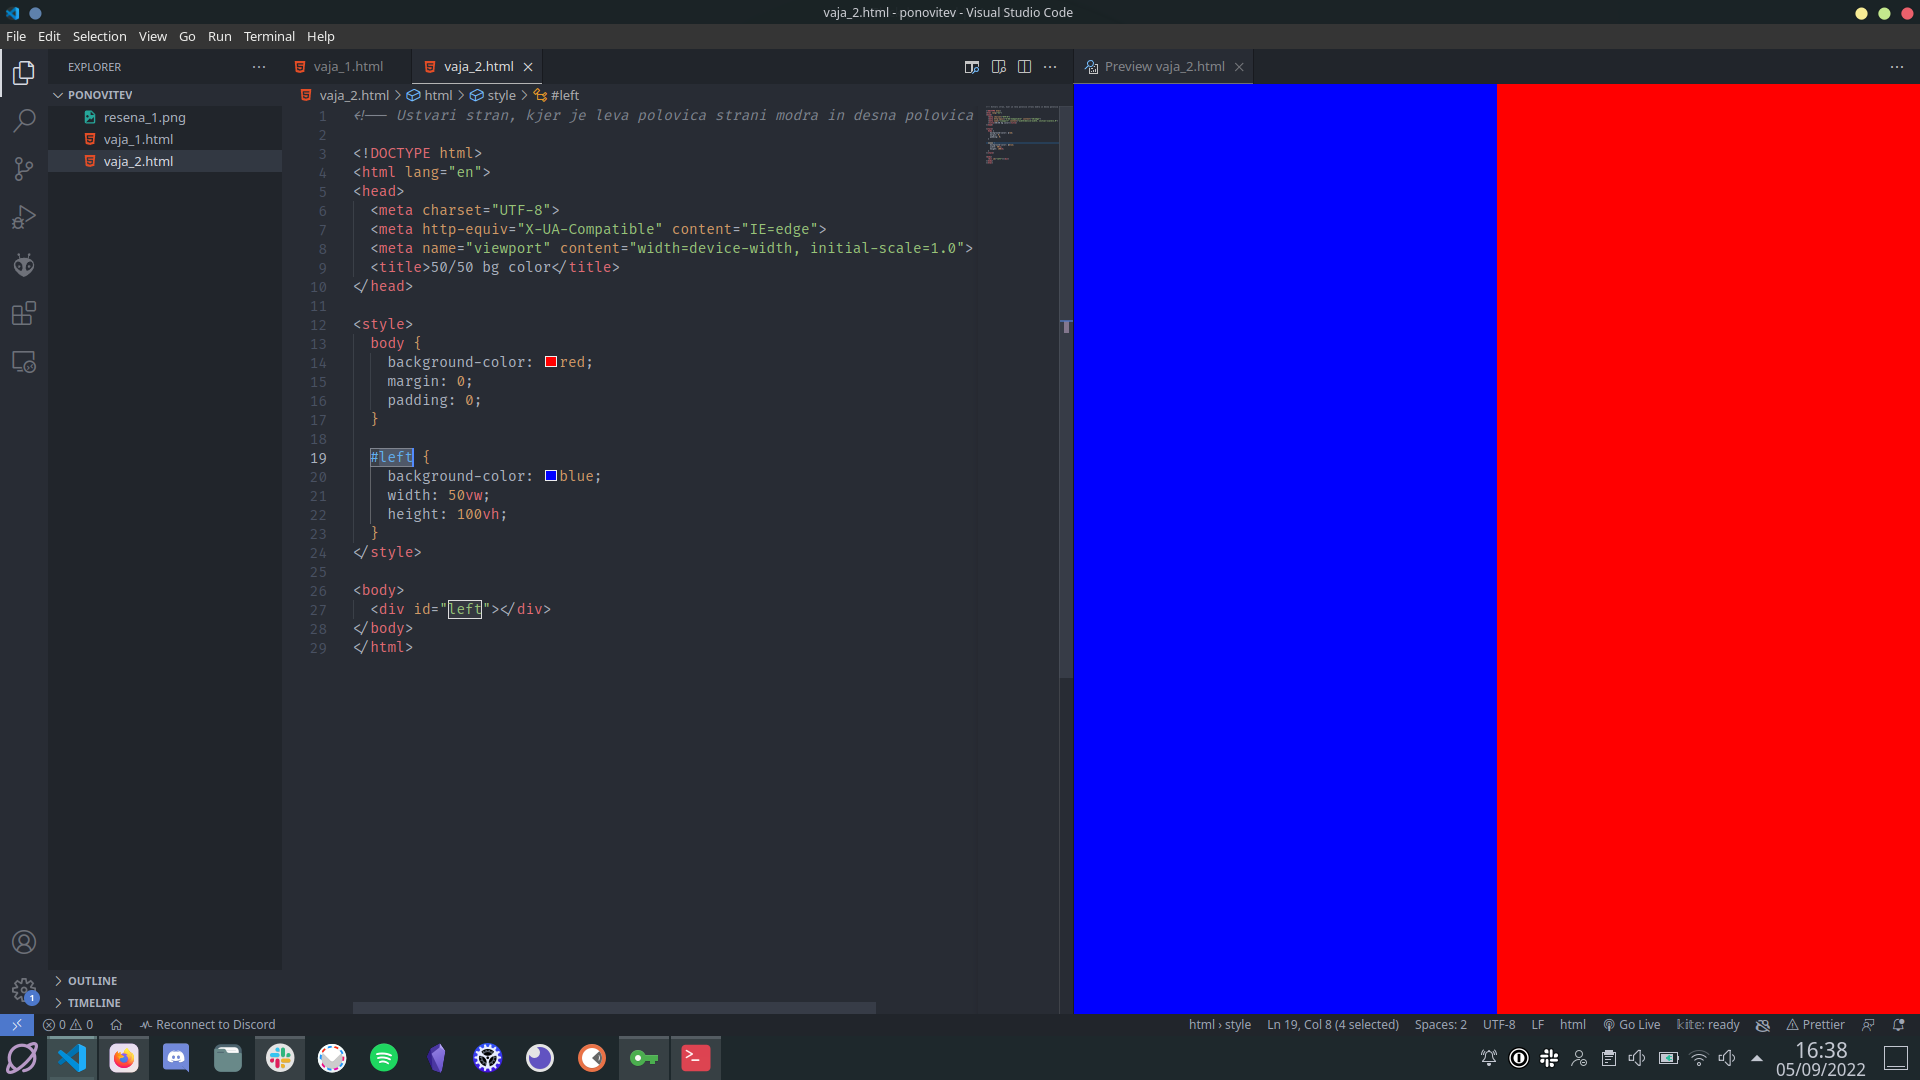 vaja_2.html - ponovitev - Visual Studio Code
File Edit Selection View Go Run Terminal Help
EXPLORER
vaja_1.html
vaja_2.html
Preview vaja_2.html
PONOVITEV
vaja_2.html > html > style > #left
resena_1.png
vaja_1.html
vaja_2.html
1 <!-- Ustvari stran, kjer je leva polovica strani modra in desna polovica
2
3 <!DOCTYPE html>
4 <html lang="en">
5 <head>
6 <meta charset="UTF-8">
7 <meta http-equiv="X-UA-Compatible" content="IE=edge">
8 <meta name="viewport" content="width=device-width, initial-scale=1.0">
9 <title>50/50 bg color</title>
10 </head>
11
12 <style>
13 body {
14 background-color: red;
15 margin: 0;
16 padding: 0;
17 }
18
19 #left {
20 background-color: blue;
21 width: 50vw;
22 height: 100vh;
23 }
24 </style>
25
26 <body>
27 <div id="left"></div>
28 </body>
29 </html>
OUTLINE
TIMELINE
1
0 0 Reconnect to Discord
html › style Ln 19, Col 8 (4 selected) Spaces: 2 UTF-8 LF html Go Live kite: ready Prettier
16:38
05/09/2022